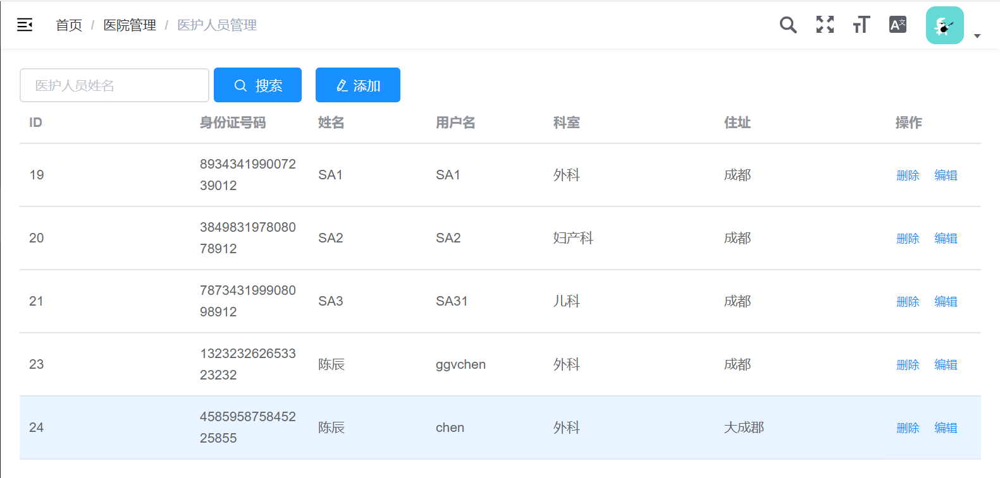 首页 / 医院管理 / 医护人员管理
医护人员姓名 搜索 添加
ID 身份证号码 姓名 用户名 科室 住址 操作
19 893434199007239012 SA1 SA1 外科 成都 删除 编辑
20 384983197808078912 SA2 SA2 妇产科 成都 删除 编辑
21 787343199908098912 SA3 SA31 儿科 成都 删除 编辑
23 132323262653323232 陈辰 ggvchen 外科 成都 删除 编辑
24 458595875845225855 陈辰 chen 外科 大成郡 删除 编辑